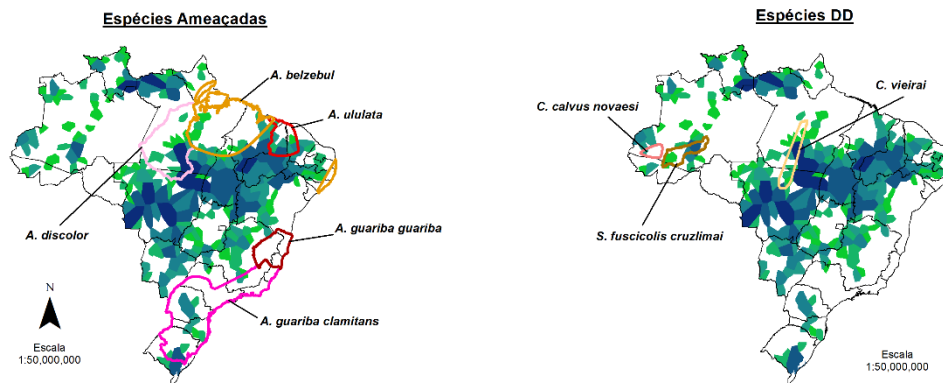 Espécies Ameaçadas
A. belzebul
A. ululata
A. discolor
A. guariba guariba
A. guariba clamitans
N
Escala
1:50,000,000
Espécies DD
C. vieirai
C. calvus novaesi
S. fuscicolis cruzlimai
Escala
1:50,000,000